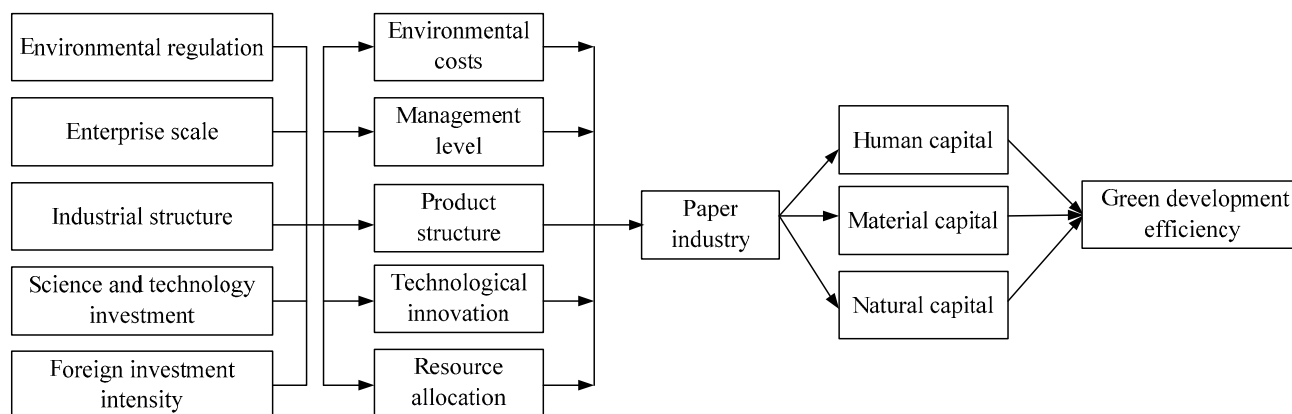 Environmental regulation
Enterprise scale
Industrial structure
Science and technology
investment
Foreign investment
intensity
Environmental
costs
Management
level
Product
structure
Technological
innovation
Resource
allocation
Paper
industry
Human capital
Material capital
Natural capital
Green development
efficiency